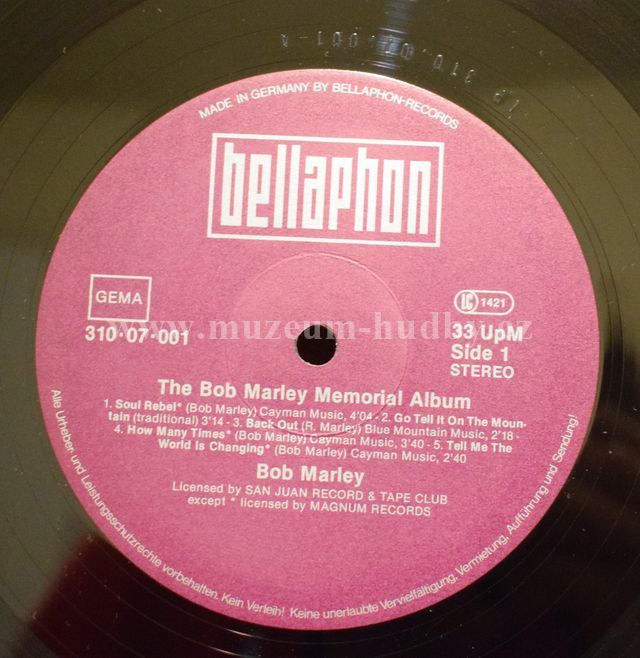 LP 310 07 001-A
MADE IN GERMANY BY BELLAPHON-RECORDS
bellaphon
GEMA
LC 1421
310·07·001
33 UpM
Side 1
STEREO
The Bob Marley Memorial Album
1. Soul Rebel* (Bob Marley) Cayman Music, 4'04 - 2. Go Tell It On The Moun-
tain (traditional) 3'14 - 3. Back Out (R. Marley) Blue Mountain Music, 2'18 -
4. How Many Times* (Bob Marley) Cayman Music, 3'40 - 5. Tell Me The
World Is Changing* (Bob Marley) Cayman Music, 2'40
Bob Marley
Licensed by SAN JUAN RECORD & TAPE CLUB
except * licensed by MAGNUM RECORDS
Alle Urheber und Leistungsschutzrechte vorbehalten. Kein Verleih! Keine unerlaubte Vervielfältigung, Vermietung, Aufführung und Sendung!